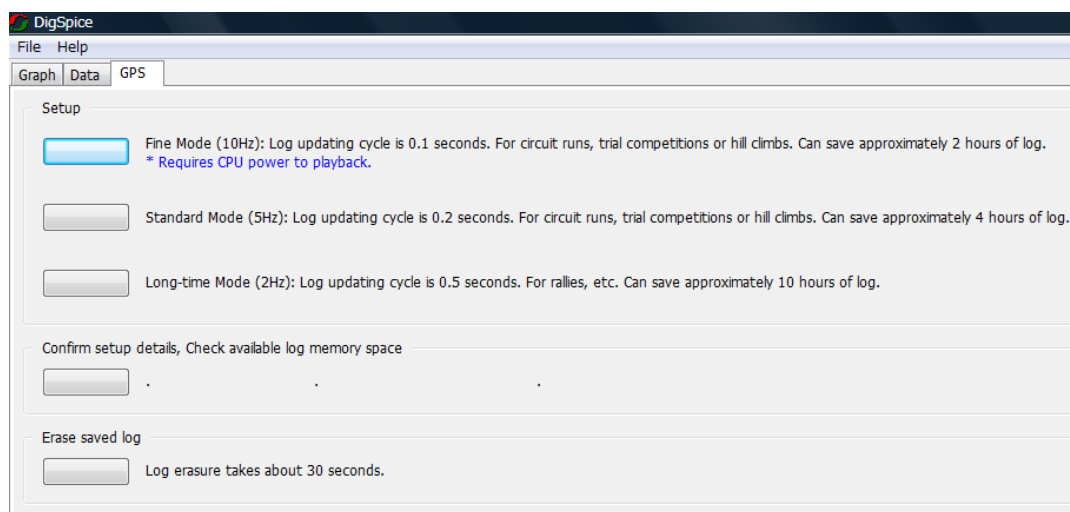 DigSpice
File Help
Graph Data GPS
Setup
Fine Mode (10Hz): Log updating cycle is 0.1 seconds. For circuit runs, trial competitions or hill climbs. Can save approximately 2 hours of log.
* Requires CPU power to playback.
Standard Mode (5Hz): Log updating cycle is 0.2 seconds. For circuit runs, trial competitions or hill climbs. Can save approximately 4 hours of log.
Long-time Mode (2Hz): Log updating cycle is 0.5 seconds. For rallies, etc. Can save approximately 10 hours of log.
Confirm setup details, Check available log memory space
. . .
Erase saved log
Log erasure takes about 30 seconds.